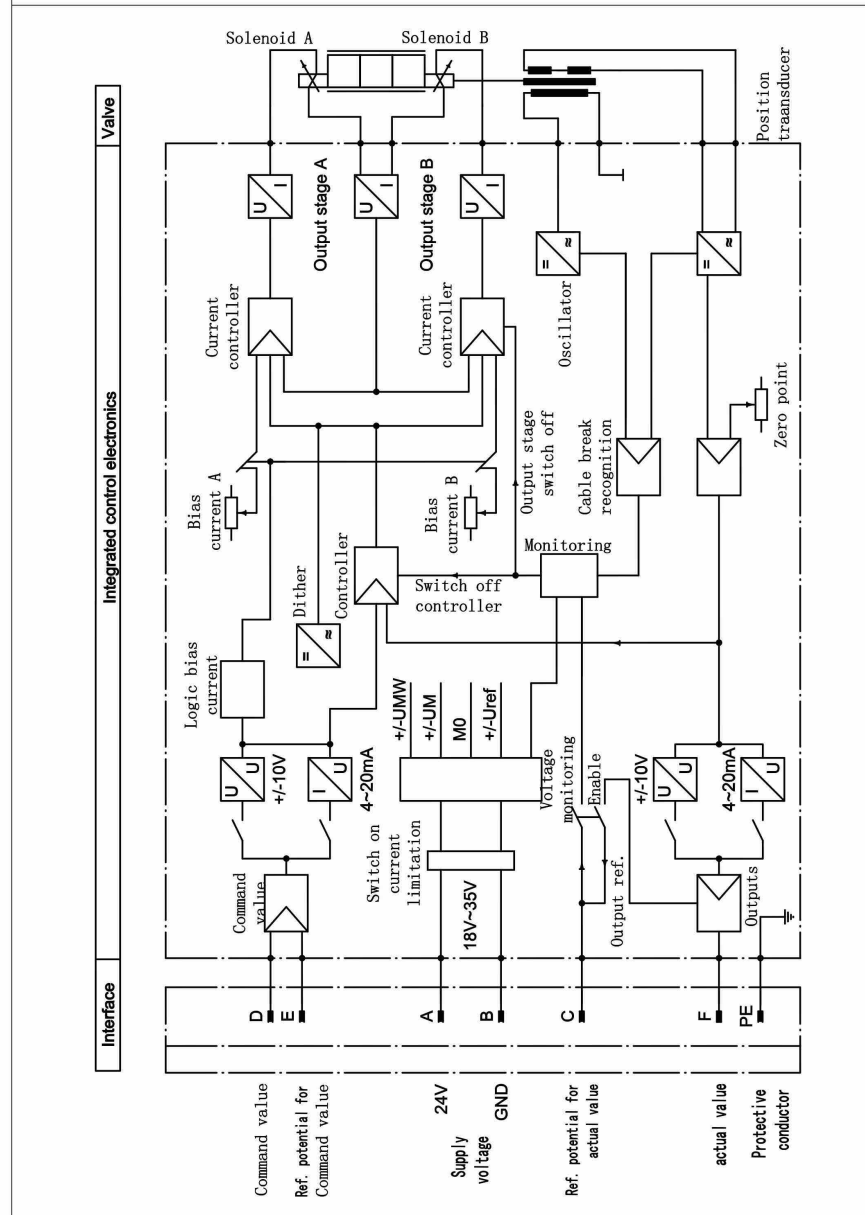 Interface
Integrated control electronics
Valve
Command value
D
Ref. potential for
Command value
E
24V
A
Supply
voltage
GND
B
Ref. potential for
actual value
C
actual value
F
Protective
conductor
PE
Command
value
U
U
+/-10V
I
U
4~20mA
Logic bias
current
Bias
current A
Dither
=
≈
Controller
Switch off
controller
Bias
current B
Current
controller
Current
controller
U
I
Output stage A
U
I
Output stage B
U
I
Solenoid A
Solenoid B
Switch on
current
limitation
18V~35V
+/-UMW
+/-UM
M0
+/-Uref
Voltage
monitoring
Enable
Output ref.
Monitoring
Output stage
switch off
Cable break
recognition
Oscillator
=
≈
=
≈
Position
traansducer
Zero point
+/-10V
U
U
4~20mA
I
U
Outputs